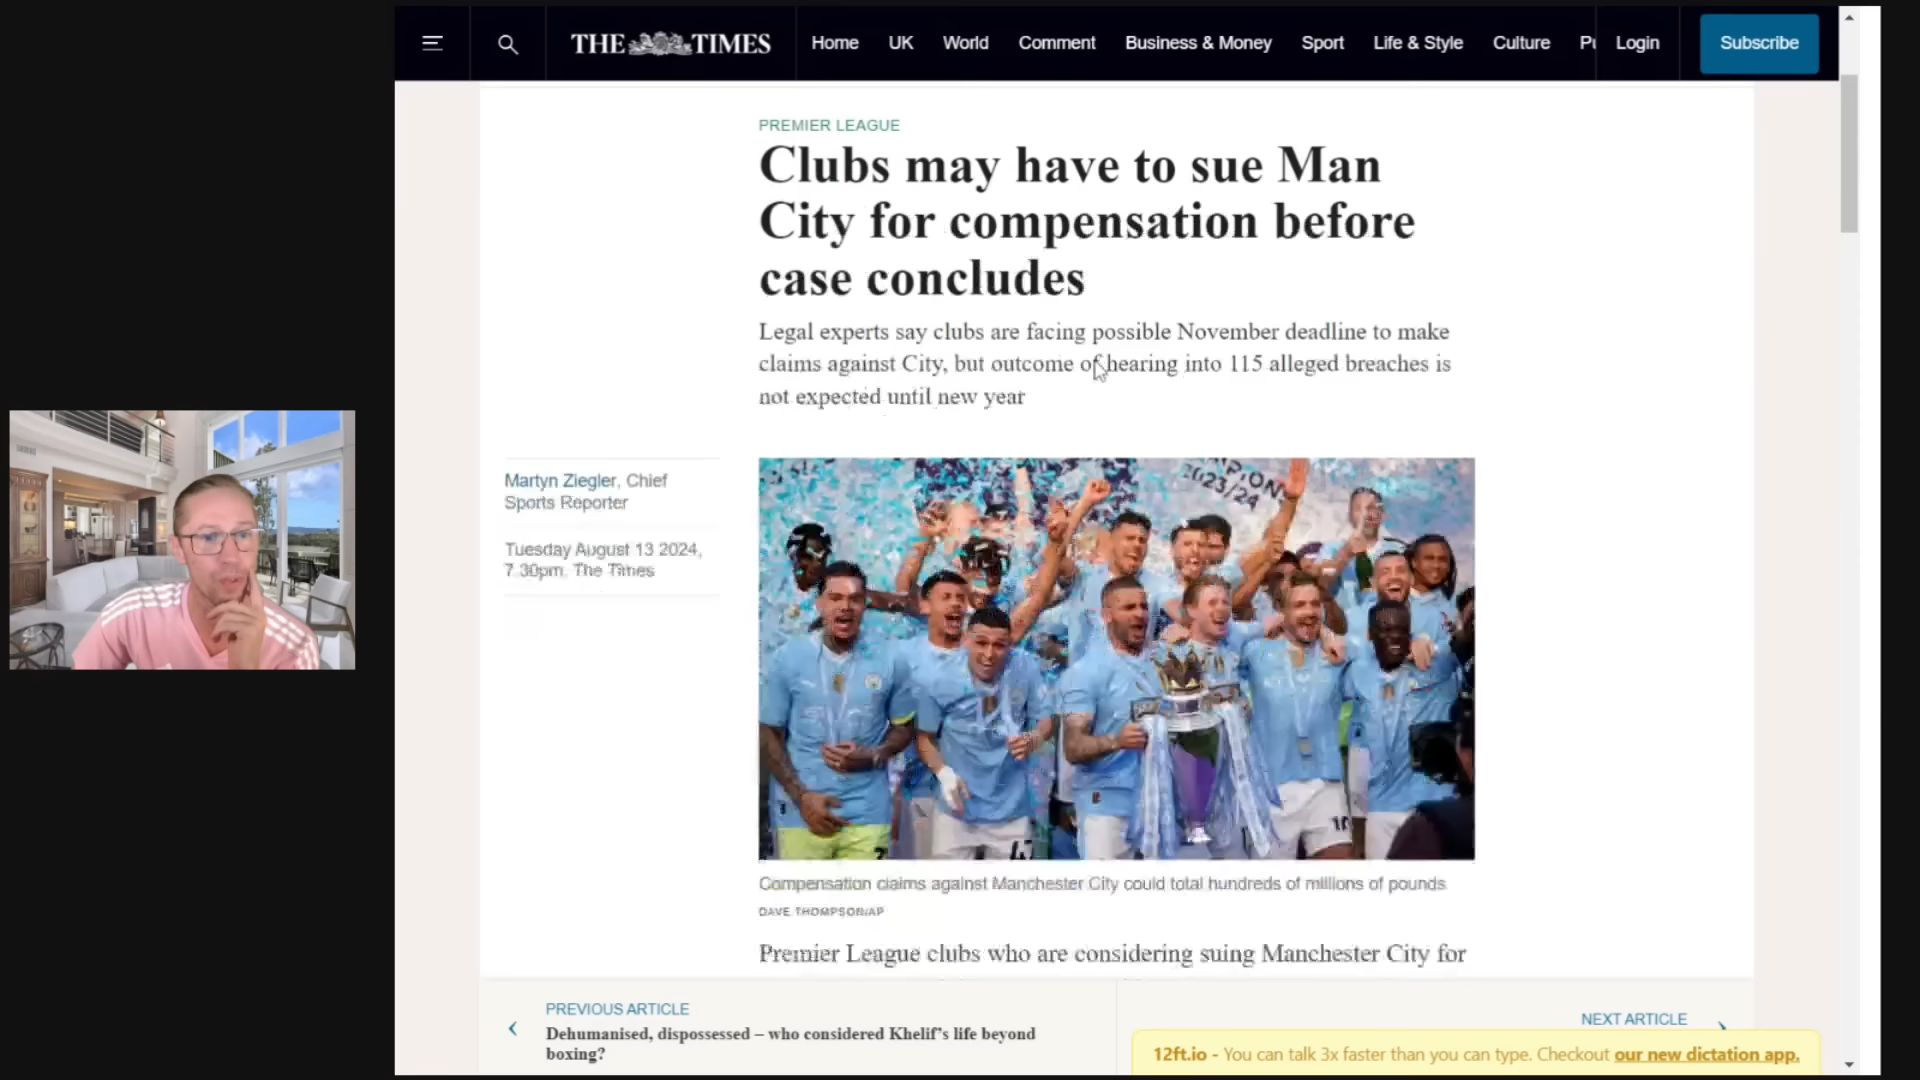 THE TIMES
Home UK World Comment Business & Money Sport Life & Style Culture Pu Login Subscribe
PREMIER LEAGUE
Clubs may have to sue Man
City for compensation before
case concludes
Legal experts say clubs are facing possible November deadline to make
claims against City, but outcome of hearing into 115 alleged breaches is
not expected until new year
Martyn Ziegler, Chief
Sports Reporter
Tuesday August 13 2024,
7.30pm, The Times
2023/24
Compensation claims against Manchester City could total hundreds of millions of pounds
DAVE THOMPSON/AP
Premier League clubs who are considering suing Manchester City for
PREVIOUS ARTICLE
Dehumanised, dispossessed – who considered Khelif's life beyond
boxing?
NEXT ARTICLE
12ft.io - You can talk 3x faster than you can type. Checkout our new dictation app.